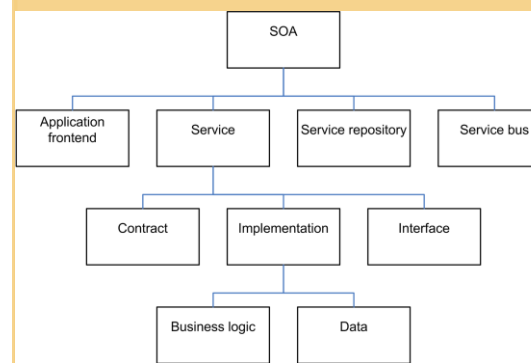 SOA
Application
frontend
Service
Service repository
Service bus
Contract
Implementation
Interface
Business logic
Data